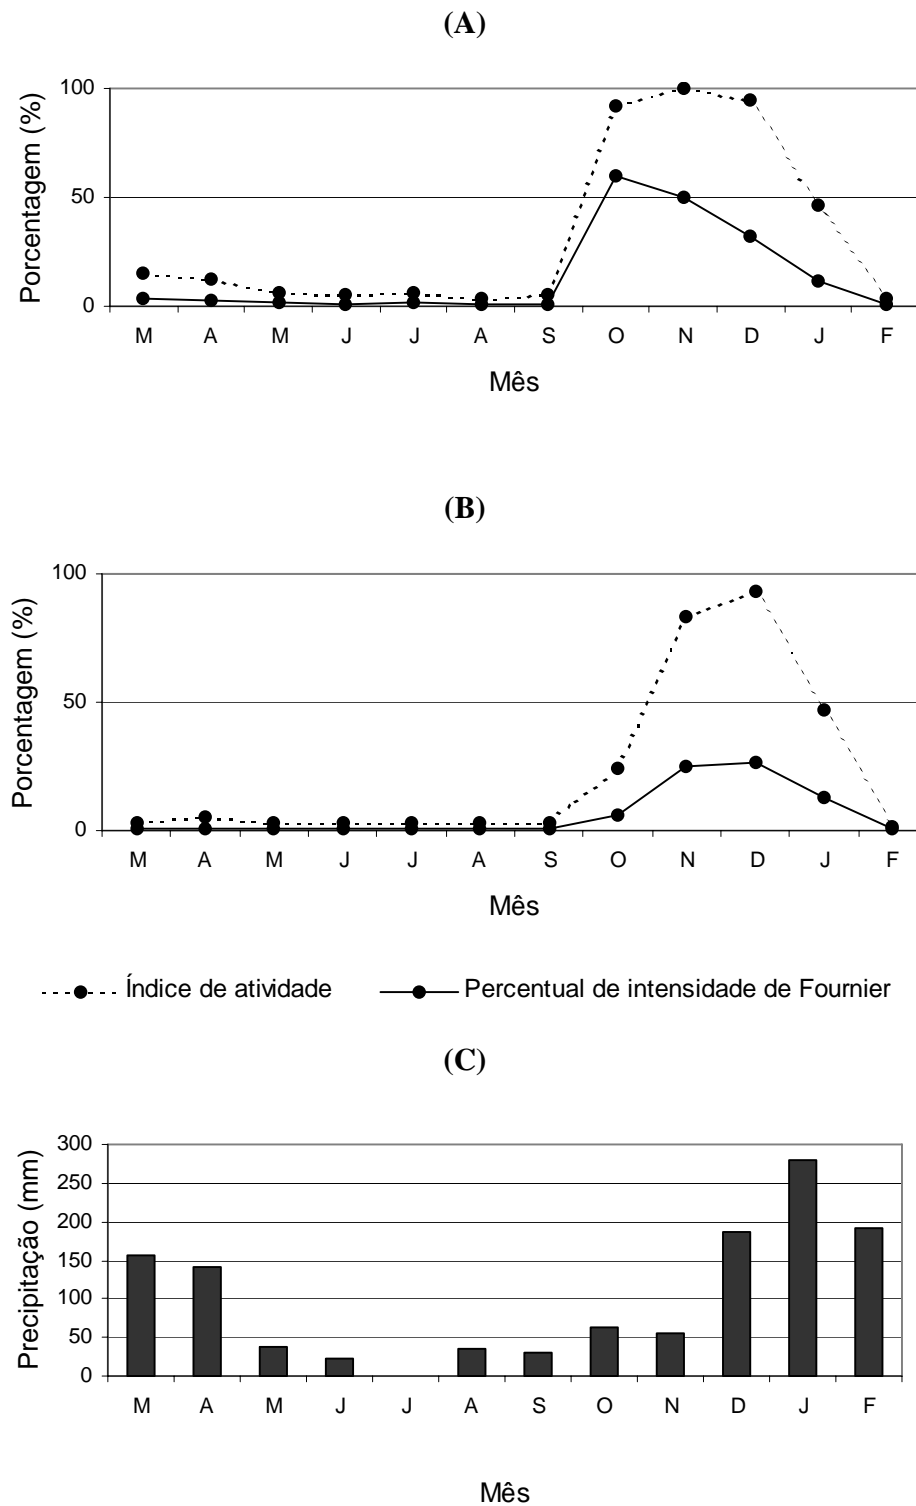 (A)
Porcentagem (%)
100
50
0
M A M J J A S O N D J F
Mês
(B)
Porcentagem (%)
100
50
0
M A M J J A S O N D J F
Mês
Índice de atividade Percentual de intensidade de Fournier
(C)
Precipitação (mm)
300
250
200
150
100
50
0
M A M J J A S O N D J F
Mês